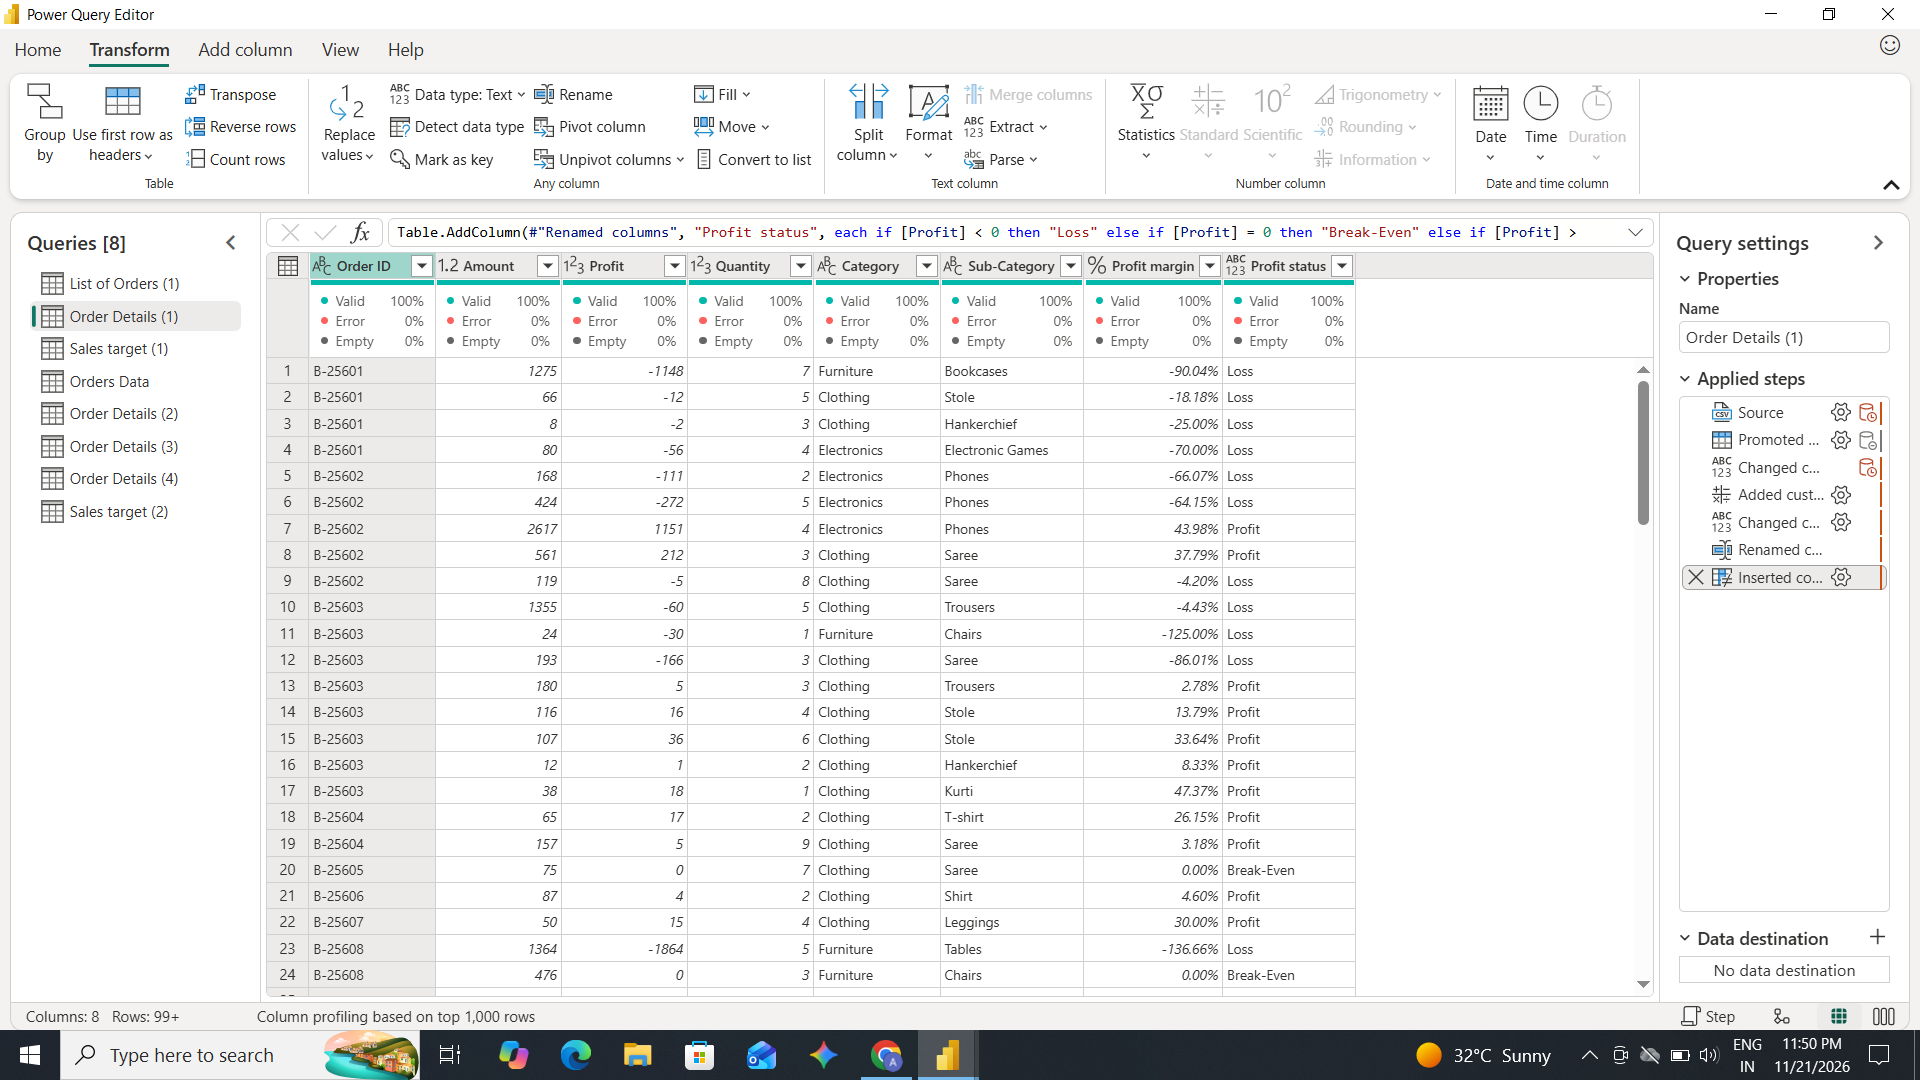 Power Query Editor
Home Transform Add column View Help
Group by
Use first row as headers
Transpose
Reverse rows
Count rows
Table
Replace values
Data type: Text
Detect data type
Mark as key
Rename
Pivot column
Unpivot columns
Fill
Move
Convert to list
Any column
Split column
Format
Merge columns
Extract
Parse
Text column
Statistics
Standard
Scientific
Trigonometry
Rounding
Information
Number column
Date
Time
Duration
Date and time column
Queries [8]
List of Orders (1)
Order Details (1)
Sales target (1)
Orders Data
Order Details (2)
Order Details (3)
Order Details (4)
Sales target (2)
fx Table.AddColumn(#"Renamed columns", "Profit status", each if [Profit] < 0 then "Loss" else if [Profit] = 0 then "Break-Even" else if [Profit] >
ABC Order ID 1.2 Amount 123 Profit 123 Quantity ABC Category ABC Sub-Category % Profit margin ABC 123 Profit status
Valid 100% Valid 100% Valid 100% Valid 100% Valid 100% Valid 100% Valid 100% Valid 100%
Error 0% Error 0% Error 0% Error 0% Error 0% Error 0% Error 0% Error 0%
Empty 0% Empty 0% Empty 0% Empty 0% Empty 0% Empty 0% Empty 0% Empty 0%
1 B-25601 1275 -1148 7 Furniture Bookcases -90.04% Loss
2 B-25601 66 -12 5 Clothing Stole -18.18% Loss
3 B-25601 8 -2 3 Clothing Hankerchief -25.00% Loss
4 B-25601 80 -56 4 Electronics Electronic Games -70.00% Loss
5 B-25602 168 -111 2 Electronics Phones -66.07% Loss
6 B-25602 424 -272 5 Electronics Phones -64.15% Loss
7 B-25602 2617 1151 4 Electronics Phones 43.98% Profit
8 B-25602 561 212 3 Clothing Saree 37.79% Profit
9 B-25602 119 -5 8 Clothing Saree -4.20% Loss
10 B-25603 1355 -60 5 Clothing Trousers -4.43% Loss
11 B-25603 24 -30 1 Furniture Chairs -125.00% Loss
12 B-25603 193 -166 3 Clothing Saree -86.01% Loss
13 B-25603 180 5 3 Clothing Trousers 2.78% Profit
14 B-25603 116 16 4 Clothing Stole 13.79% Profit
15 B-25603 107 36 6 Clothing Stole 33.64% Profit
16 B-25603 12 1 2 Clothing Hankerchief 8.33% Profit
17 B-25603 38 18 1 Clothing Kurti 47.37% Profit
18 B-25604 65 17 2 Clothing T-shirt 26.15% Profit
19 B-25604 157 5 9 Clothing Saree 3.18% Profit
20 B-25605 75 0 7 Clothing Saree 0.00% Break-Even
21 B-25606 87 4 2 Clothing Shirt 4.60% Profit
22 B-25607 50 15 4 Clothing Leggings 30.00% Profit
23 B-25608 1364 -1864 5 Furniture Tables -136.66% Loss
24 B-25608 476 0 3 Furniture Chairs 0.00% Break-Even
Query settings
Properties
Name
Order Details (1)
Applied steps
Source
Promoted ...
Changed c...
Added cust...
Changed c...
Renamed c...
Inserted co...
Data destination
No data destination
Columns: 8 Rows: 99+ Column profiling based on top 1,000 rows
Step
Type here to search
32°C Sunny
ENG
IN
11:50 PM
11/21/2026